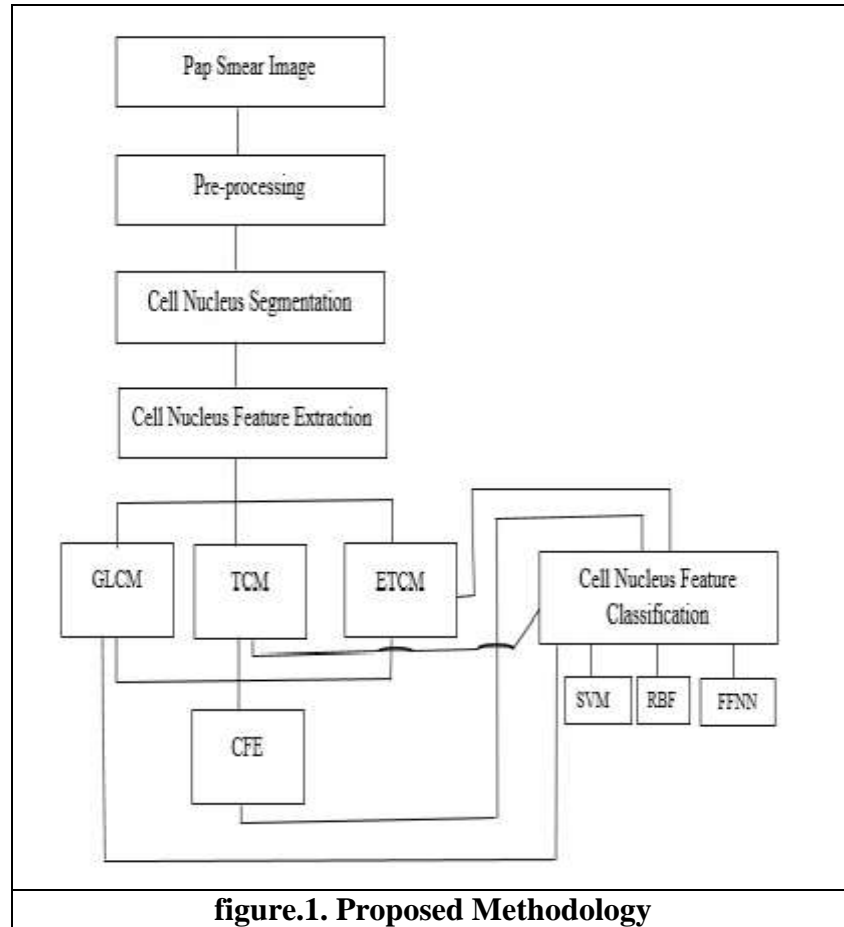 Pap Smear Image
Pre-processing
Cell Nucleus Segmentation
Cell Nucleus Feature Extraction
GLCM
TCM
ETCM
Cell Nucleus Feature
Classification
SVM
RBF
FFNN
CFE
figure.1. Proposed Methodology